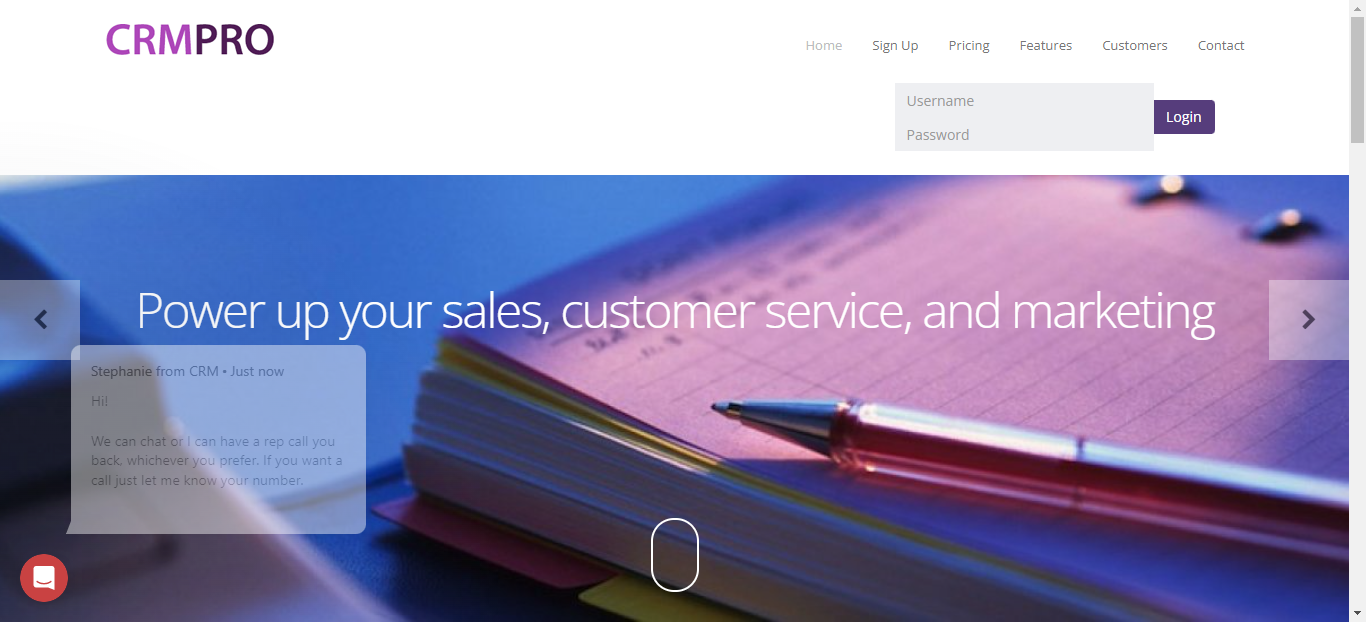 CRMPRO
Home Sign Up Pricing Features Customers Contact
Username
Password
Login
Power up your sales, customer service, and marketing
Stephanie from CRM • Just now
Hi!
We can chat or I can have a rep call you
back, whichever you prefer. If you want a
call just let me know your number.